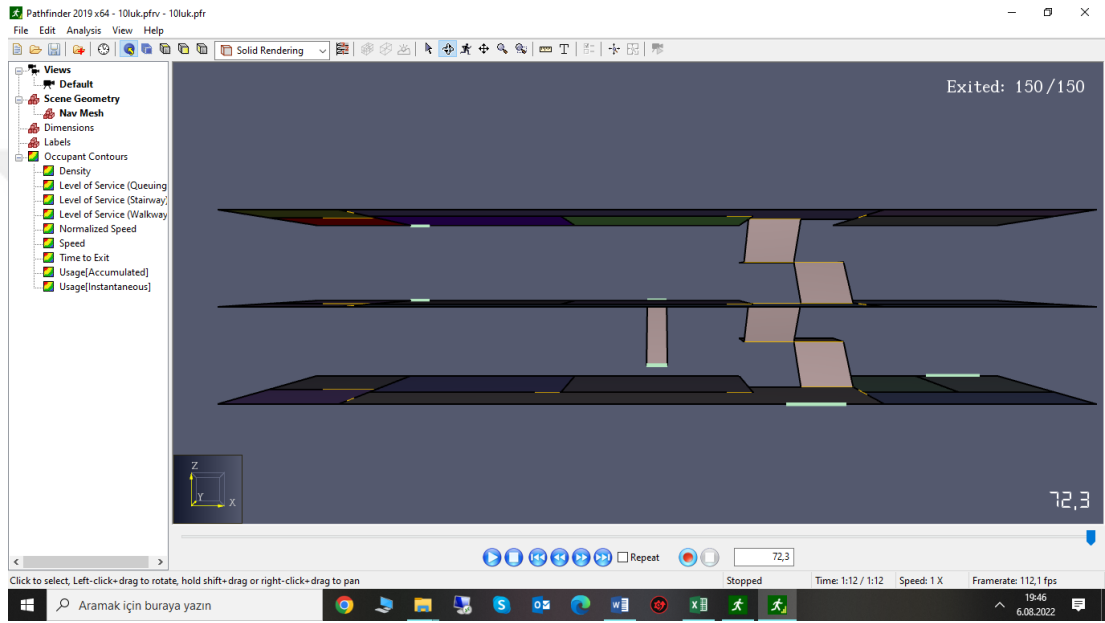 Pathfinder 2019 x64 - 10luk.pfrv - 10luk.pfr
File Edit Analysis View Help
Solid Rendering
Views
Default
Scene Geometry
Nav Mesh
Dimensions
Labels
Occupant Contours
Density
Level of Service (Queuing
Level of Service (Stairway)
Level of Service (Walkway
Normalized Speed
Speed
Time to Exit
Usage[Accumulated]
Usage[Instantaneous]
Exited: 150/150
Z
Y
X
72,3
Repeat
72,3
Click to select, Left-click+drag to rotate, hold shift+drag or right-click+drag to pan
Stopped
Time: 1:12 / 1:12
Speed: 1 X
Framerate: 112,1 fps
Aramak için buraya yazın
19:46
6.08.2022